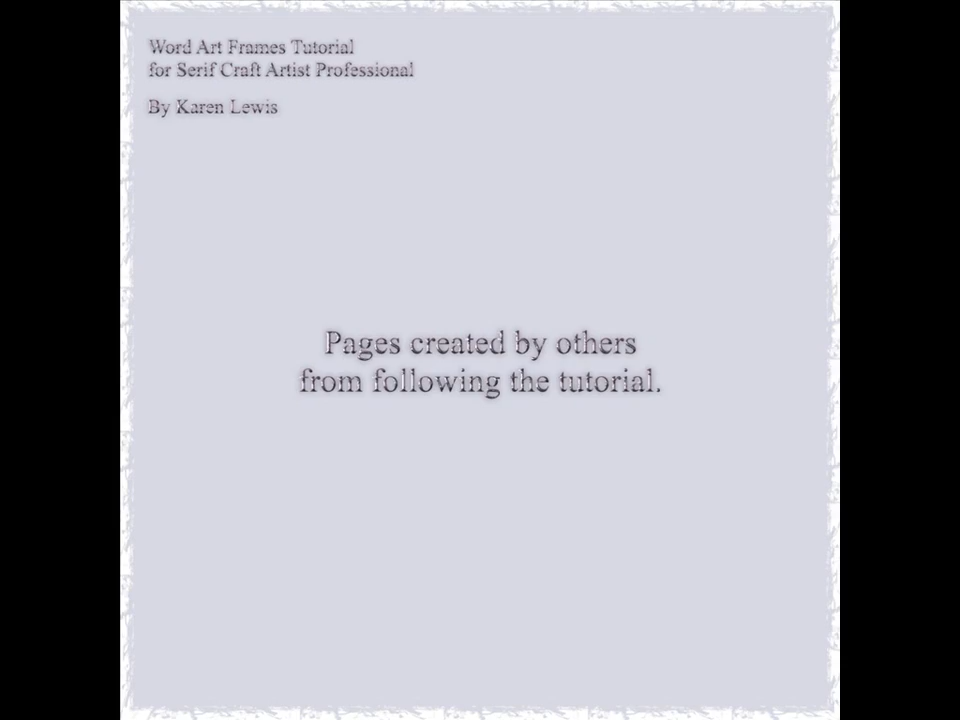 Word Art Frames Tutorial
for Serif Craft Artist Professional
By Karen Lewis
Pages created by others
from following the tutorial.